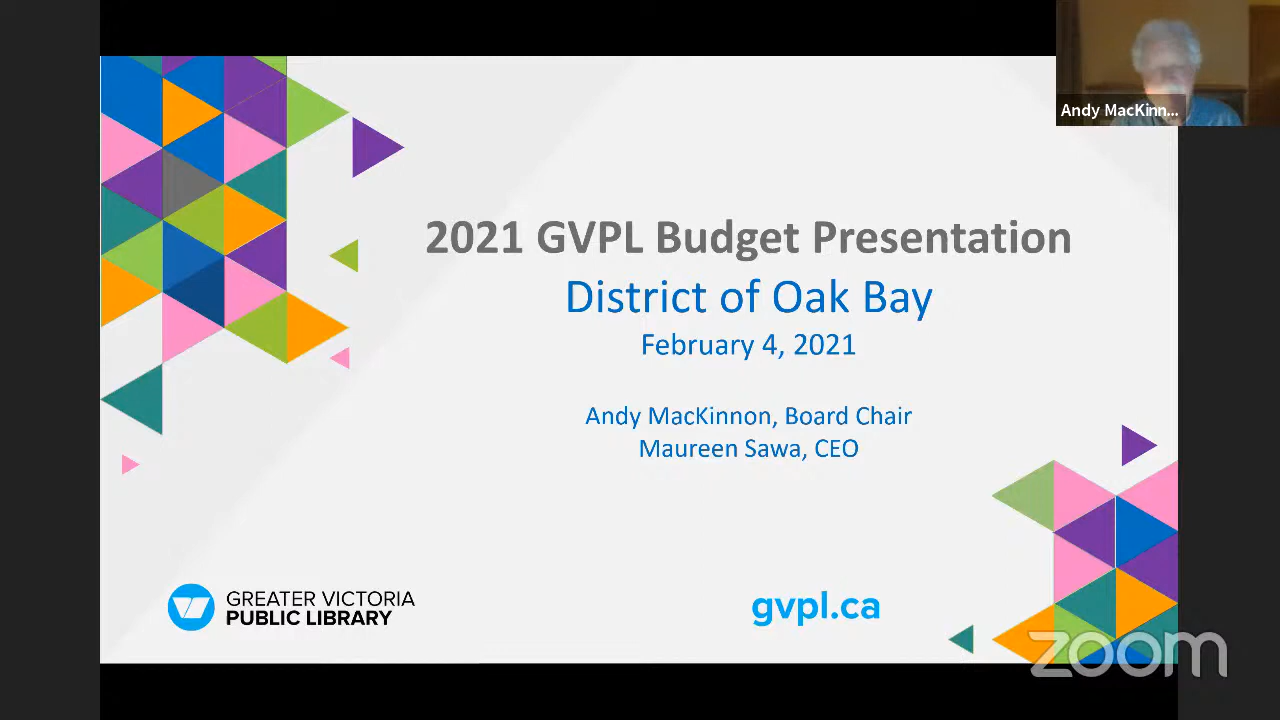 Andy MacKinn...
2021 GVPL Budget Presentation
District of Oak Bay
February 4, 2021
Andy MacKinnon, Board Chair
Maureen Sawa, CEO
GREATER VICTORIA
PUBLIC LIBRARY
gvpl.ca
zoom